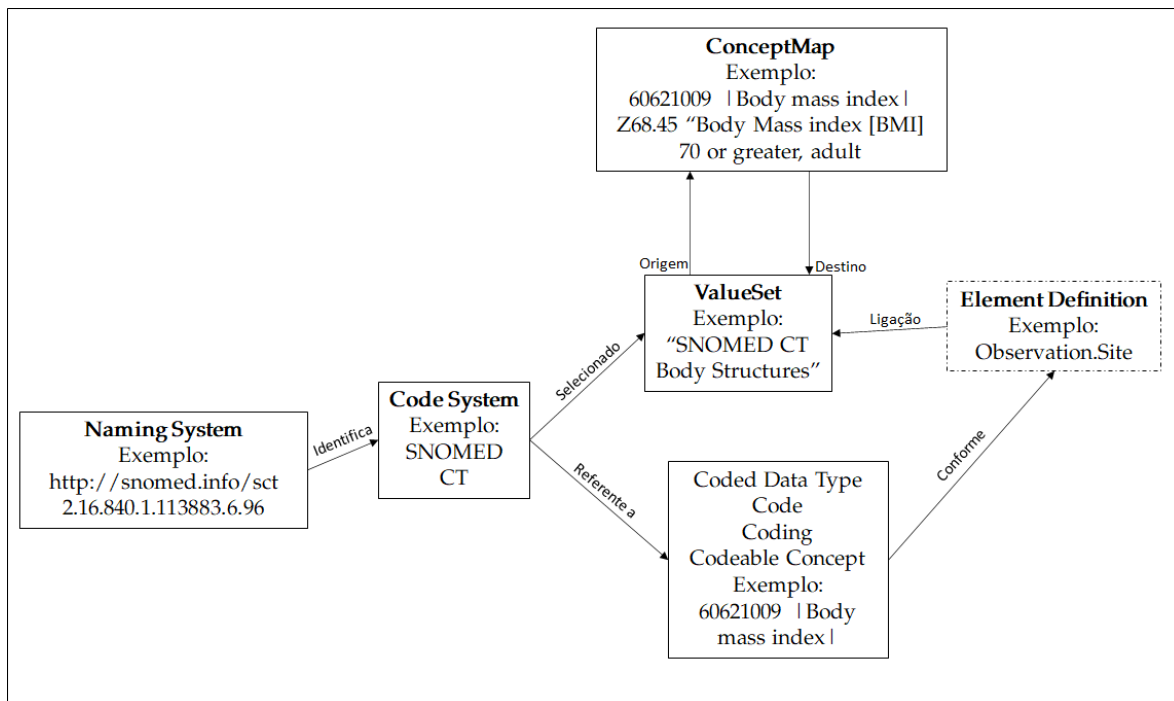 ConceptMap
Exemplo:
60621009 |Body mass index|
Z68.45 “Body Mass index [BMI]
70 or greater, adult
Origem
Destino
ValueSet
Exemplo:
“SNOMED CT
Body Structures”
Ligação
Element Definition
Exemplo:
Observation.Site
Selecionado
Code System
Exemplo:
SNOMED
CT
Identifica
Naming System
Exemplo:
http://snomed.info/sct
2.16.840.1.113883.6.96
Referente a
Conforme
Coded Data Type
Code
Coding
Codeable Concept
Exemplo:
60621009 |Body
mass index|